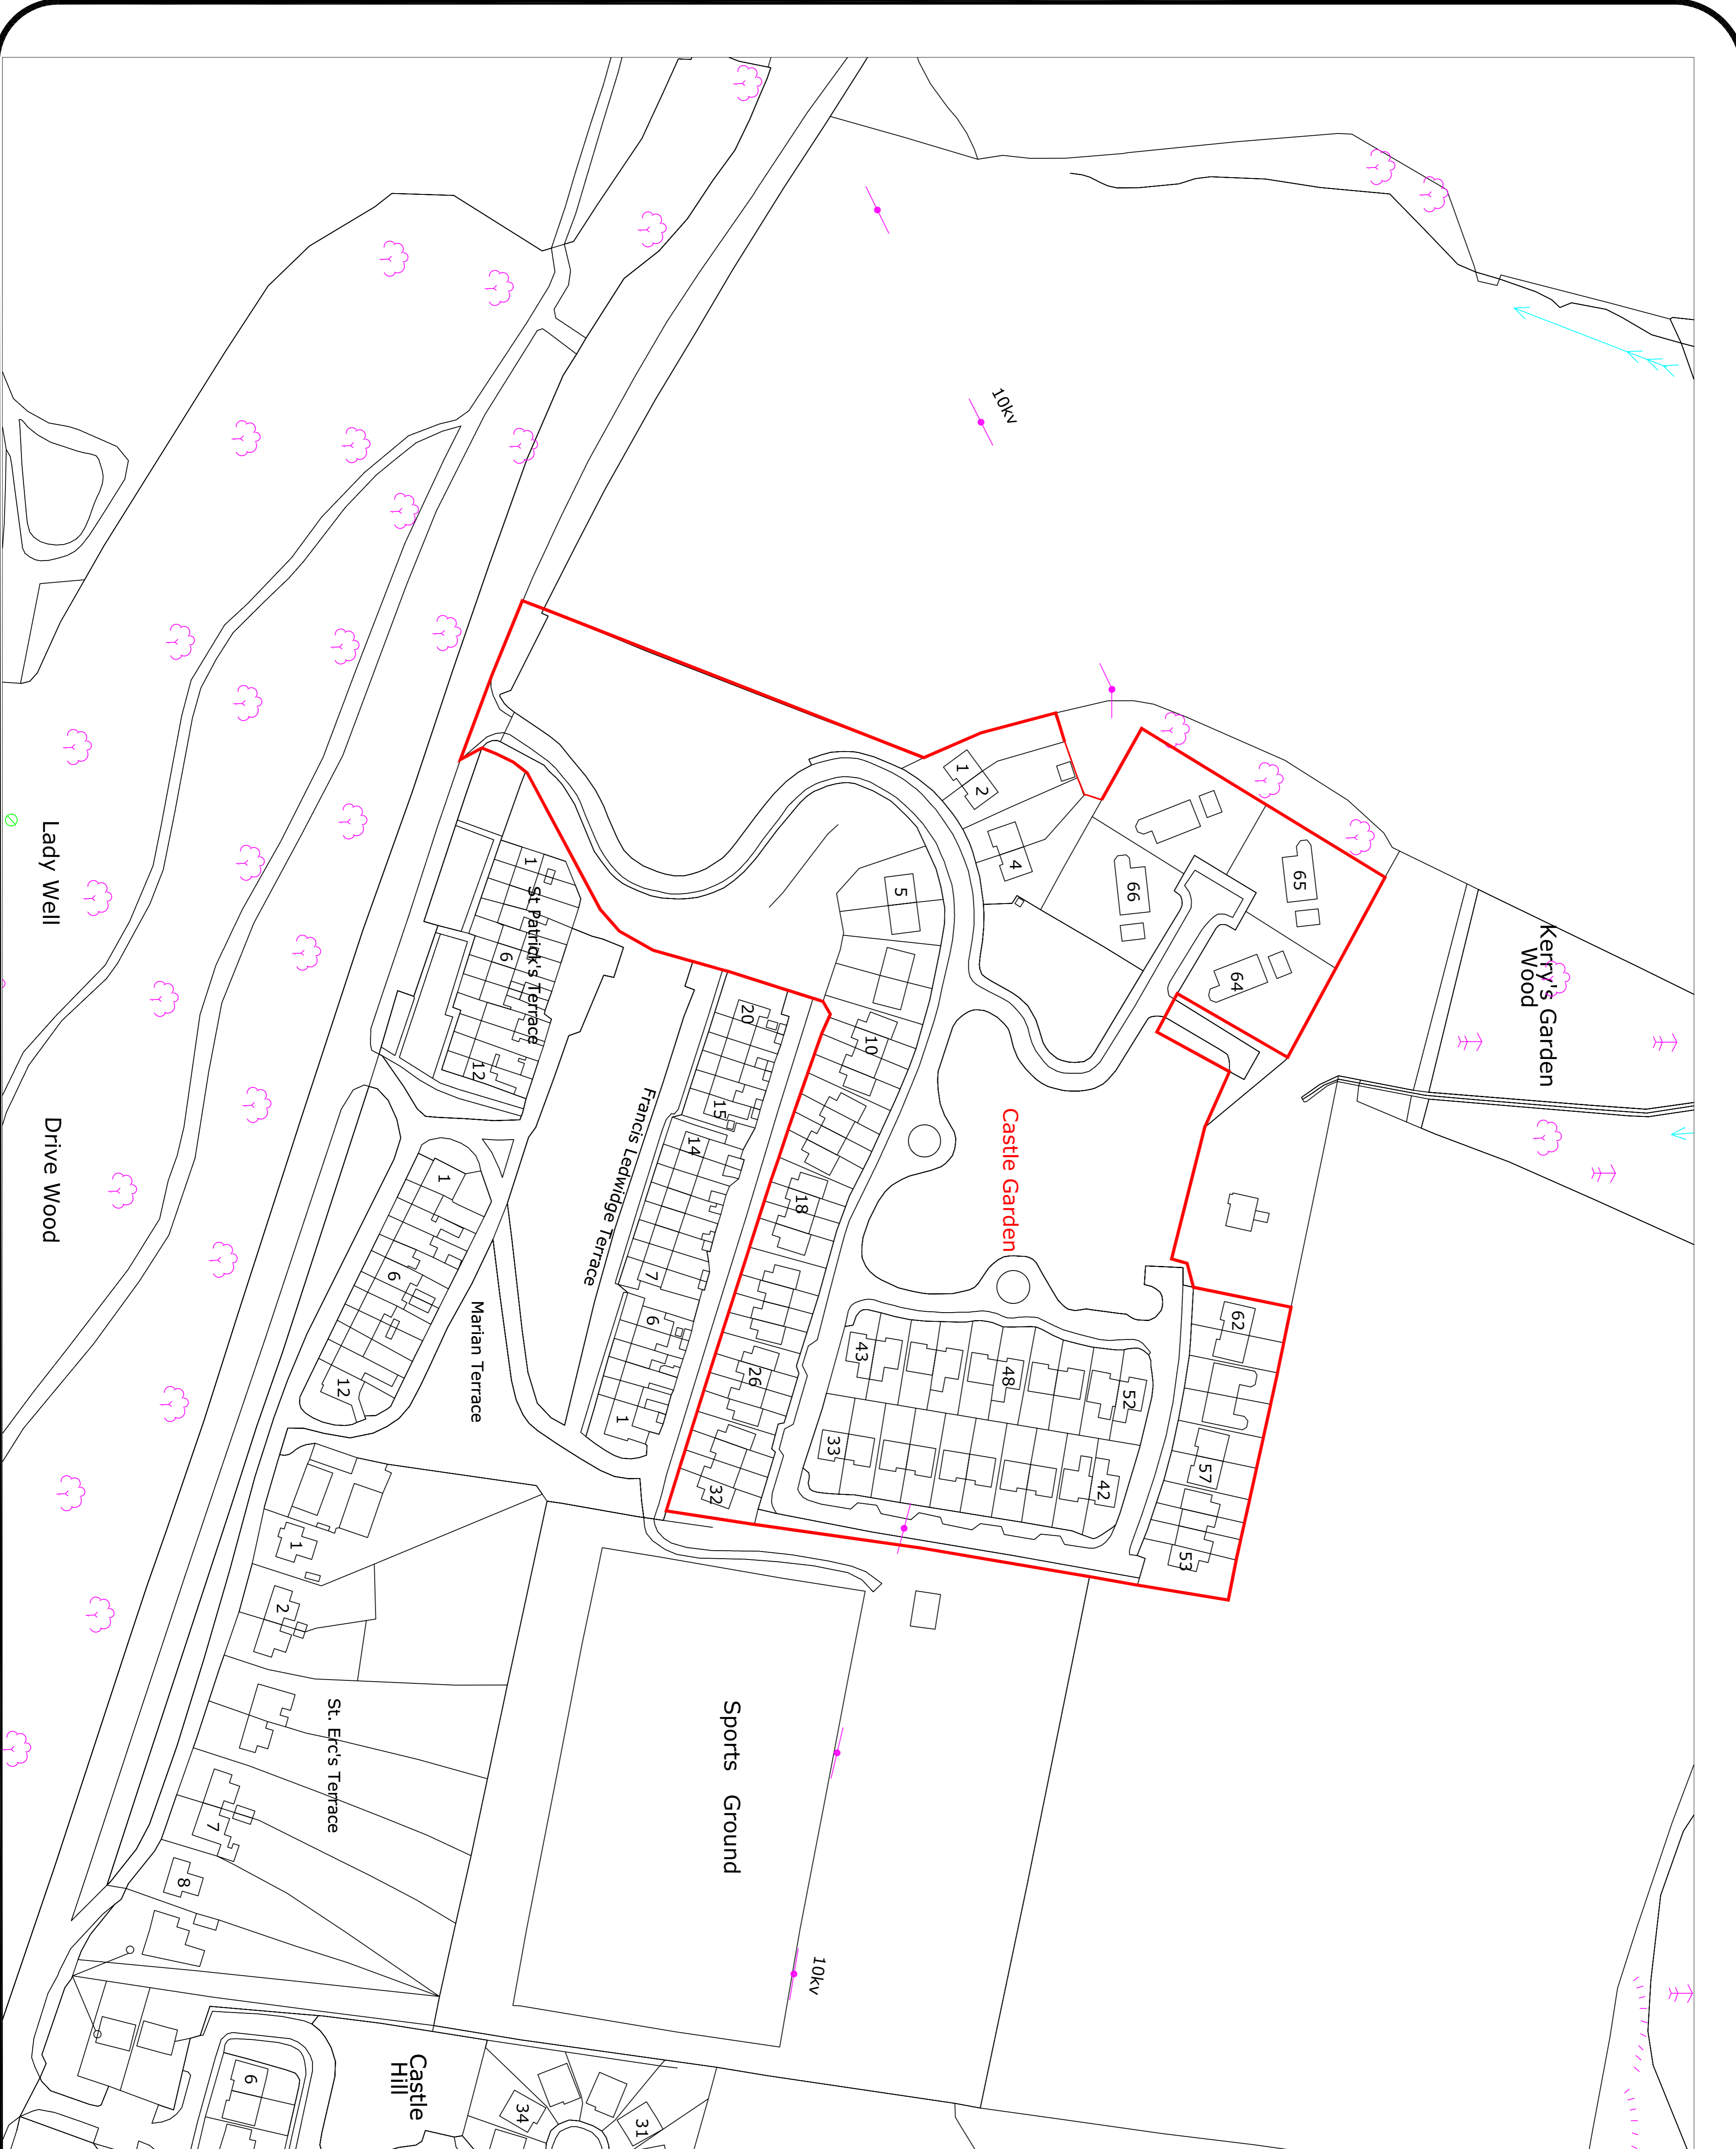 10kv
Kerry's Garden
Wood
65
66
64
1
2
4
5
10
18
26
32
Castle Garden
62
57
53
43
48
52
33
42
Lady Well
Drive Wood
St Patrick's Terrace
1
6
12
Francis Ledwidge Terrace
20
15
14
7
6
1
Marian Terrace
1
6
12
St. Erc's Terrace
1
2
7
8
Sports Ground
10kv
Castle
Hill
6
34
31